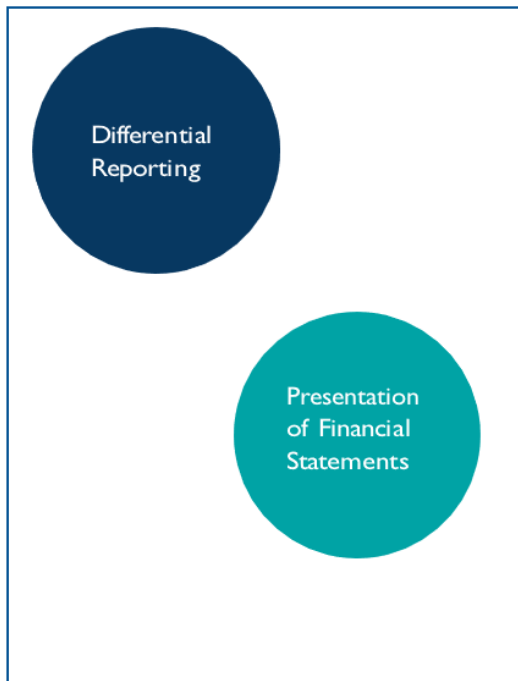 Differential
Reporting
Presentation
of Financial
Statements